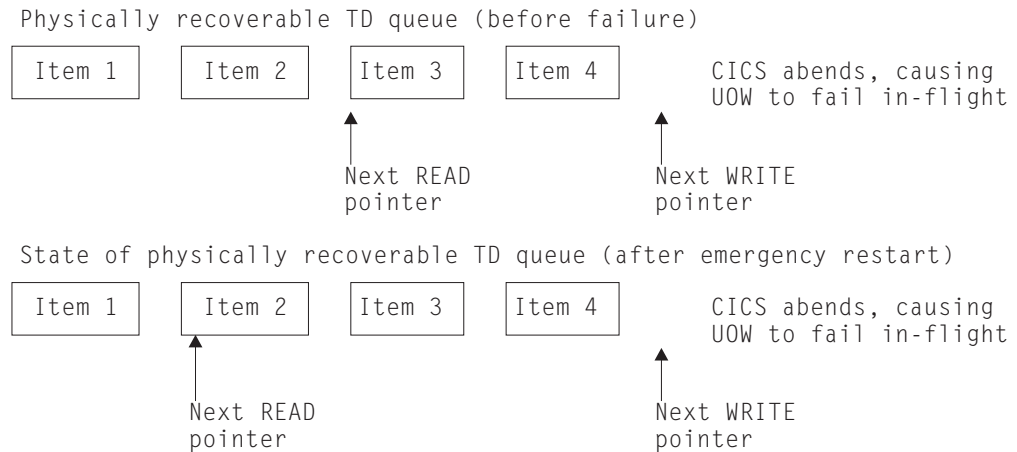 Physically recoverable TD queue (before failure)
Item 1 Item 2 Item 3 Item 4 CICS abends, causing
UOW to fail in-flight
Next READ Next WRITE
pointer pointer
State of physically recoverable TD queue (after emergency restart)
Item 1 Item 2 Item 3 Item 4 CICS abends, causing
UOW to fail in-flight
Next READ Next WRITE
pointer pointer